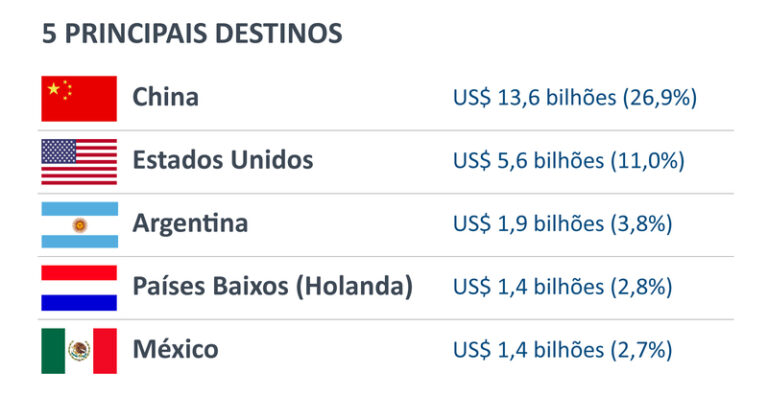 5 PRINCIPAIS DESTINOS
China US$ 13,6 bilhões (26,9%)
Estados Unidos US$ 5,6 bilhões (11,0%)
Argentina US$ 1,9 bilhões (3,8%)
Países Baixos (Holanda) US$ 1,4 bilhões (2,8%)
México US$ 1,4 bilhões (2,7%)